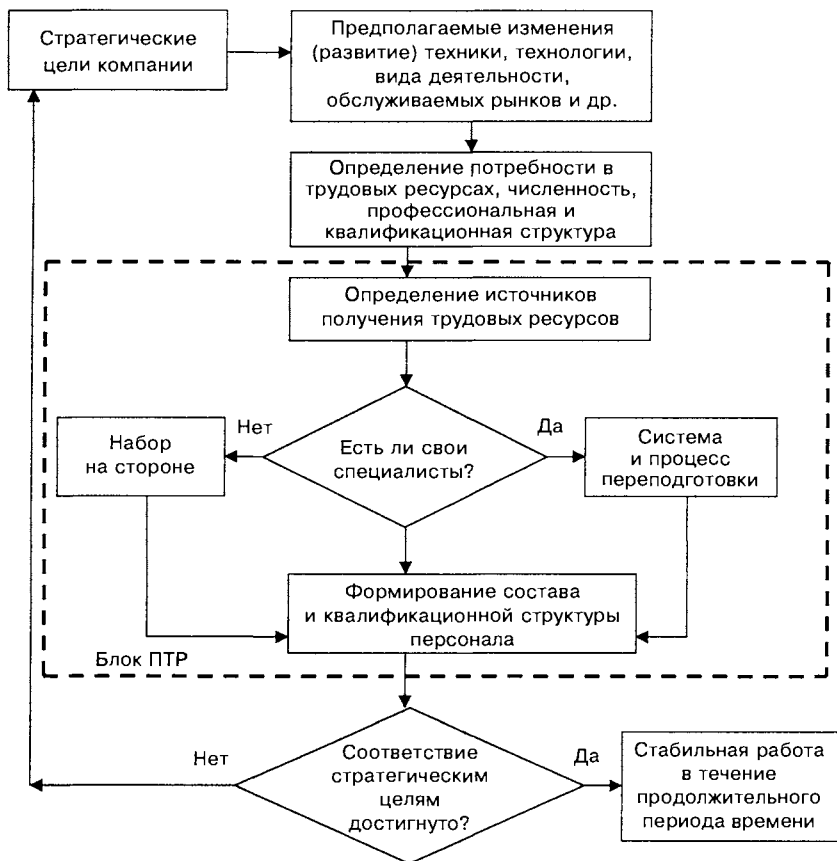 Стратегические
цели компании
Предполагаемые изменения
(развитие) техники, технологии,
вида деятельности,
обслуживаемых рынков и др.
Определение потребности в
трудовых ресурсах, численность,
профессиональная и
квалификационная структура
Определение источников
получения трудовых ресурсов
Нет
Да
Набор
на стороне
Есть ли свои
специалисты?
Система
и процесс
переподготовки
Формирование состава
и квалификационной структуры
персонала
Блок ПТР
Нет
Да
Соответствие
стратегическим
целям
достигнуто?
Стабильная работа
в течение
продолжительного
периода времени